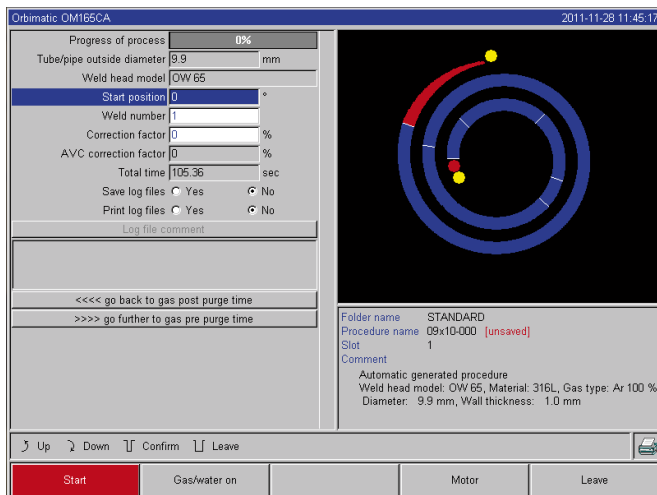 Orbimatic OM165CA 2011-11-28 11:45:17
Progress of process 0%
Tube/pipe outside diameter 9.9 mm
Weld head model OW 65
Start position 0 °
Weld number 1
Correction factor 0 %
AVC correction factor 0 %
Total time 105.36 sec
Save log files Yes No
Print log files Yes No
Log file comment
<<<< go back to gas post purge time
>>>> go further to gas pre purge time
Folder name STANDARD
Procedure name 09x10-000 [unsaved]
Slot 1
Comment
Automatic generated procedure
Weld head model: OW 65, Material: 316L, Gas type: Ar 100 %
Diameter: 9.9 mm, Wall thickness: 1.0 mm
Up Down Confirm Leave
Start Gas/water on Motor Leave